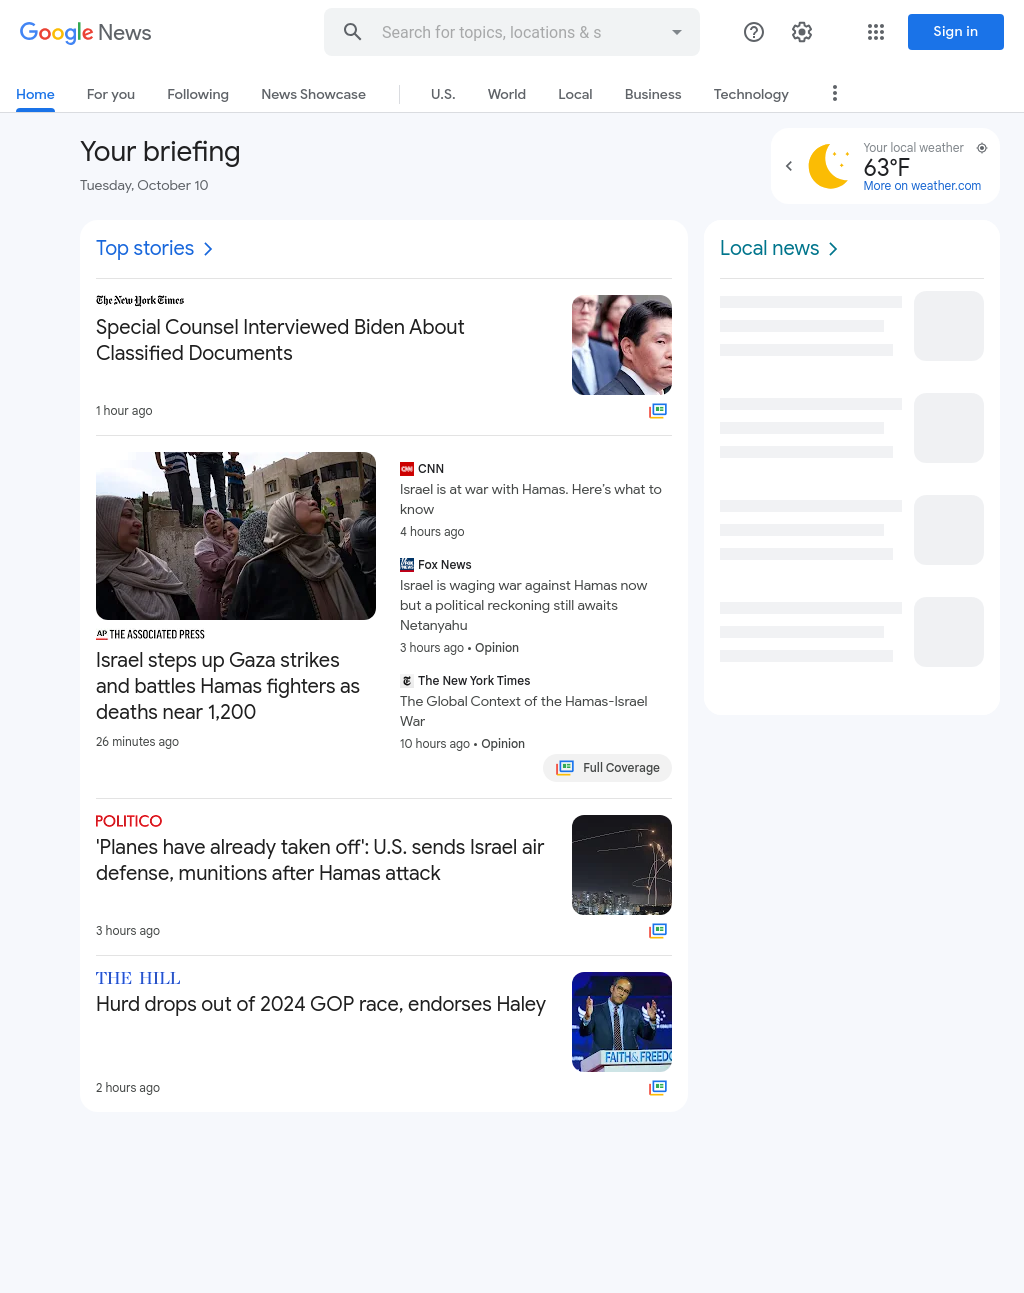 Google News
Search for topics, locations & s
Sign in
Home
For you
Following
News Showcase
U.S.
World
Local
Business
Technology
Your briefing
Tuesday, October 10
Your local weather
63°F
More on weather.com
Top stories
The New York Times
Special Counsel Interviewed Biden About
Classified Documents
1 hour ago
AP THE ASSOCIATED PRESS
Israel steps up Gaza strikes
and battles Hamas fighters as
deaths near 1,200
26 minutes ago
CNN CNN
Israel is at war with Hamas. Here's what to
know
4 hours ago
FOX NEWS Fox News
Israel is waging war against Hamas now
but a political reckoning still awaits
Netanyahu
3 hours ago • Opinion
T The New York Times
The Global Context of the Hamas-Israel
War
10 hours ago • Opinion
Full Coverage
POLITICO
'Planes have already taken off': U.S. sends Israel air
defense, munitions after Hamas attack
3 hours ago
THE HILL
Hurd drops out of 2024 GOP race, endorses Haley
FAITH & FREEDO
2 hours ago
Local news